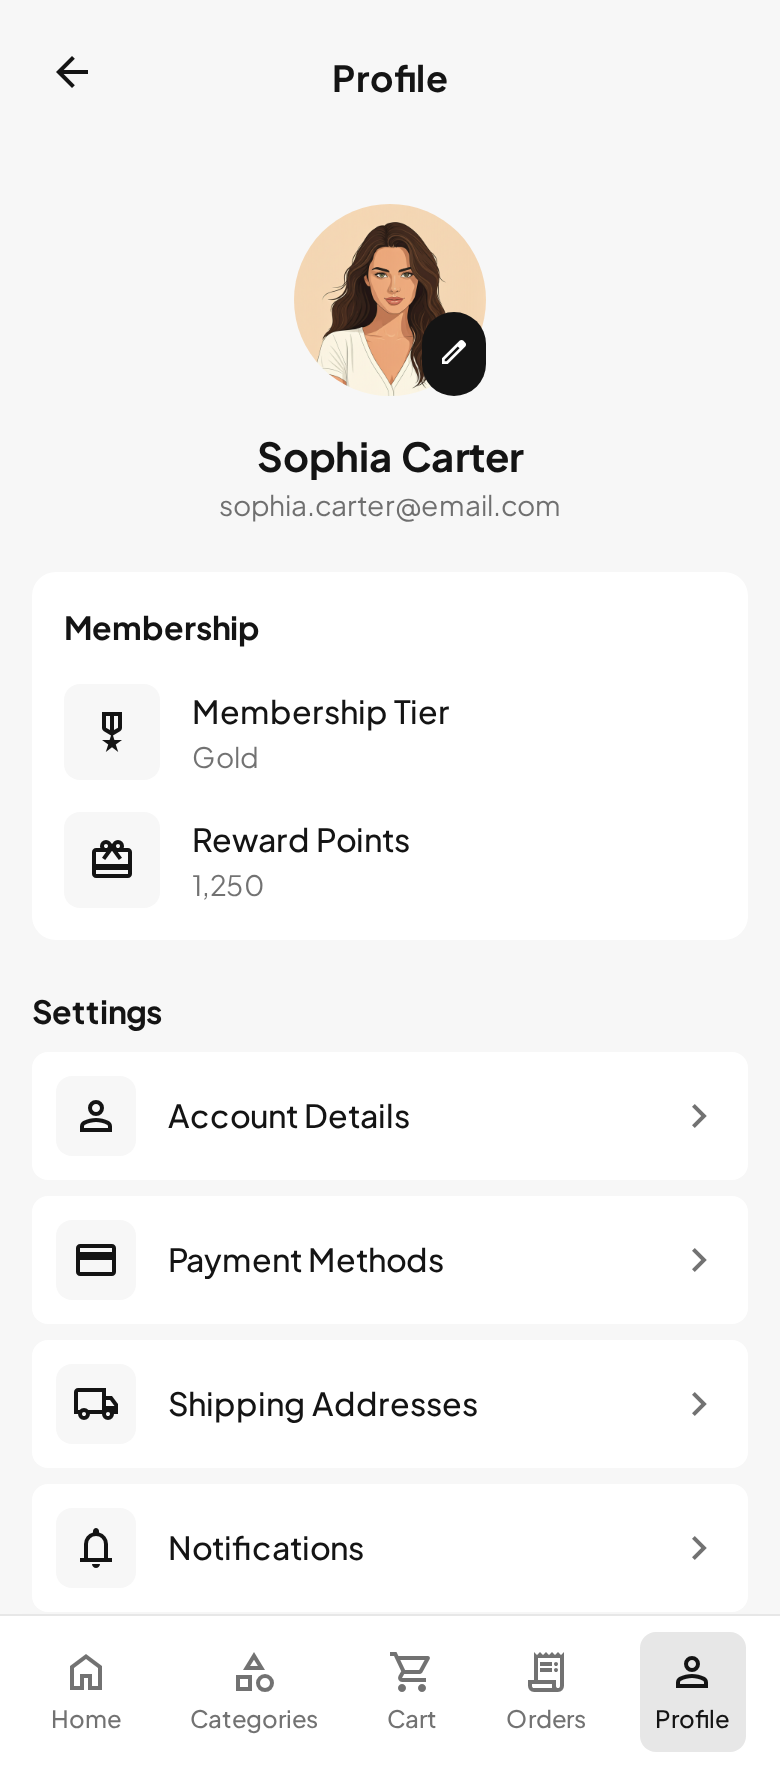 Profile
Sophia Carter
sophia.carter@email.com
Membership
Membership Tier
Gold
Reward Points
1,250
Settings
Account Details
Payment Methods
Shipping Addresses
Notifications
Home Categories Cart Orders Profile